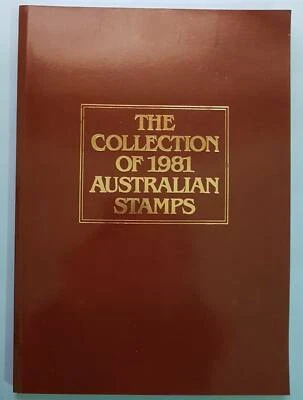 THE
COLLECTION
OF 1981
AUSTRALIAN
STAMPS